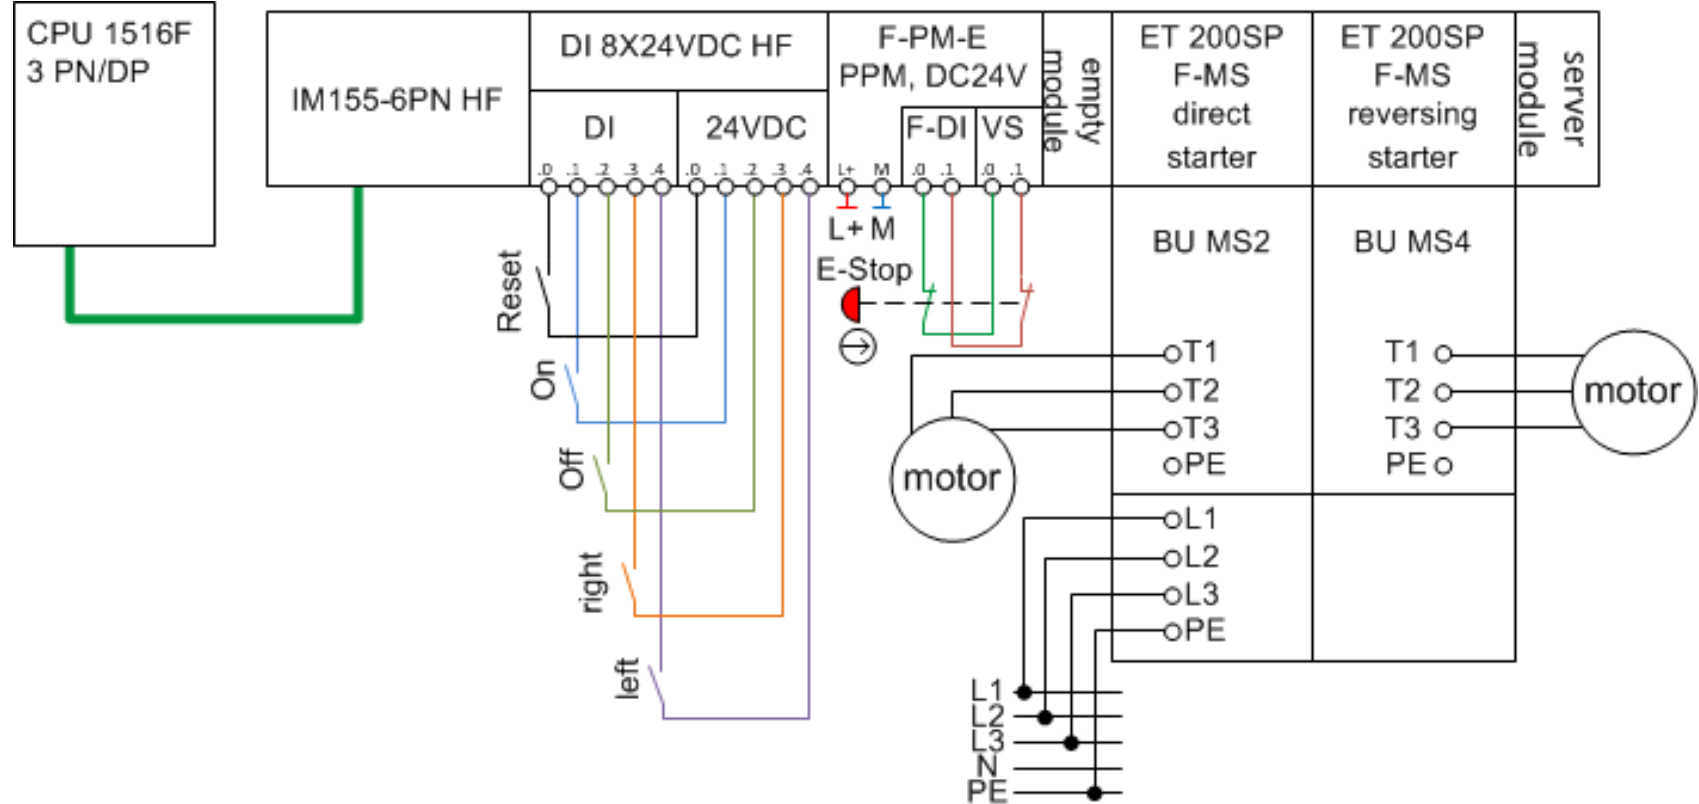 CPU 1516F
3 PN/DP
IM155-6PN HF
DI 8X24VDC HF
DI
24VDC
.0 .1 .2 .3 .4 .0 .1 .2 .3 .4
F-PM-E
PPM, DC24V
F-DI VS
L+ M .0 .1 .0 .1
empty
module
ET 200SP
F-MS
direct
starter
ET 200SP
F-MS
reversing
starter
server
module
L+ M
E-Stop
BU MS2
BU MS4
Reset
On
Off
right
left
T1
T2
T3
PE
T1
T2
T3
PE
motor
motor
L1
L2
L3
PE
L1
L2
L3
N
PE